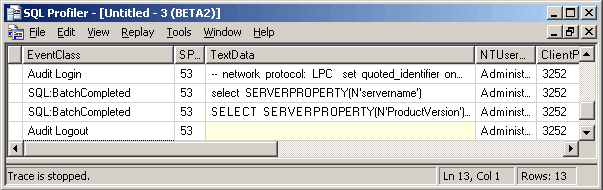 SQL Profiler - [Untitled - 3 (BETA2)]
File Edit View Replay Tools Window Help
EventClass SP... TextData NTUser... ClientP
Audit Login 53 -- network protocol: LPC set quoted_identifier on... Administ... 3252
SQL:BatchCompleted 53 select SERVERPROPERTY(N'servername') Administ... 3252
SQL:BatchCompleted 53 SELECT SERVERPROPERTY(N'ProductVersion')... Administ... 3252
Audit Logout 53 Administ... 3252
Trace is stopped. Ln 13, Col 1 Rows: 13